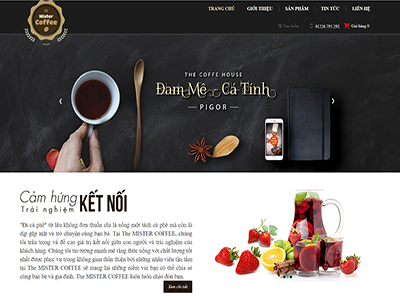 TRANG CHỦ GIỚI THIỆU SẢN PHẨM TIN TỨC LIÊN HỆ
Mister
Coffee
Tìm kiếm 01228 791 291 Giỏ hàng 0
THE COFFE HOUSE
Đam Mê - Cá Tính
PIGOR
Cảm hứng
Trải nghiệm
KẾT NỐI
"Đi cà phê" từ lâu không đơn thuần chỉ là uống một tách cà phê mà còn là
dịp gặp mặt và trò chuyện cùng bạn bè. Tại The MISTER COFFEE, chúng
tôi trân trọng và đề cao giá trị kết nối giữa con người và trải nghiệm của
khách hàng. Chúng tôi tin tưởng mạnh mẽ rằng thức uống với chất lượng tốt
nhất được phục vụ trong không gian thân thiện bởi những nhân viên tận tâm
tại The MISTER COFFEE sẽ mang lại những niềm vui bạn có thể chia sẻ
cùng bạn bè và gia đình. The MISTER COFFEE luôn luôn chào đón bạn.
Xem chi tiết